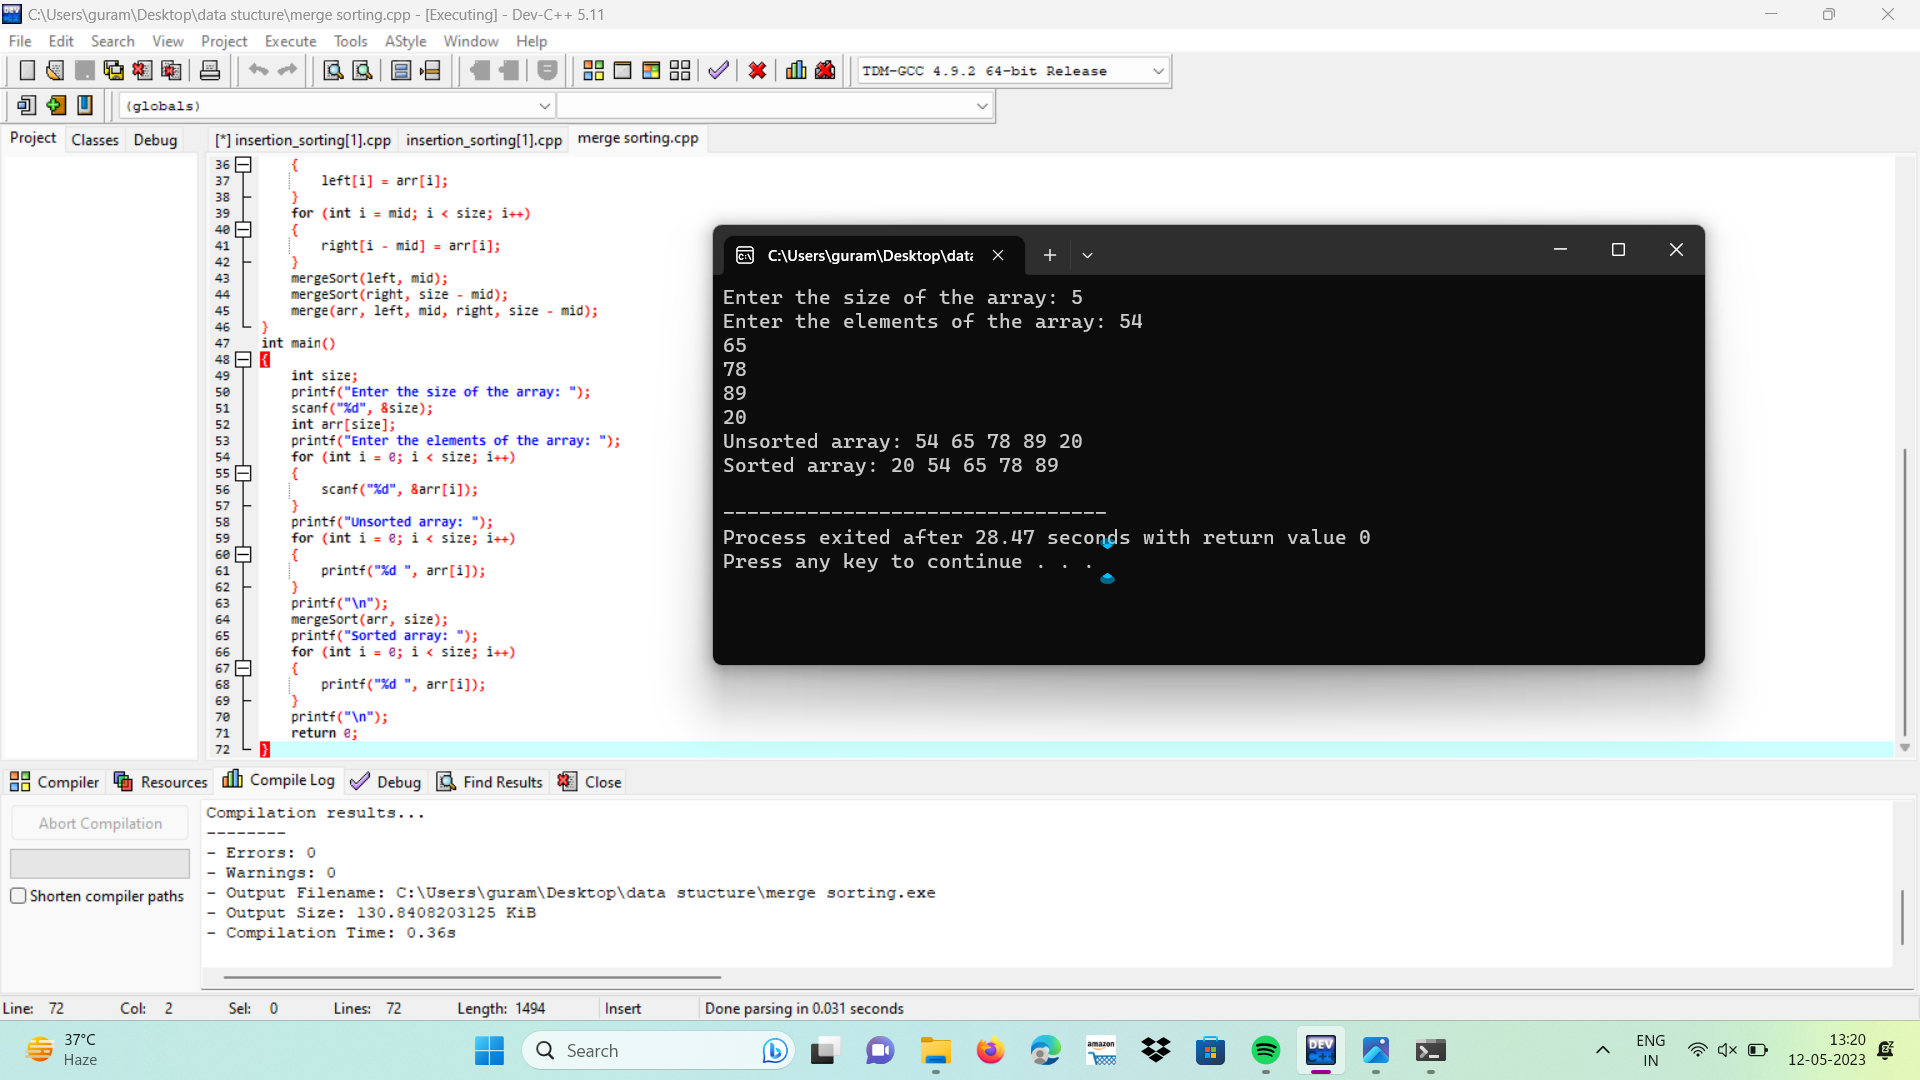 C:\Users\guram\Desktop\data stucture\merge sorting.cpp - [Executing] - Dev-C++ 5.11
File Edit Search View Project Execute Tools AStyle Window Help
TDM-GCC 4.9.2 64-bit Release
(globals)
Project Classes Debug [*] insertion_sorting[1].cpp insertion_sorting[1].cpp merge sorting.cpp
36 {
37 left[i] = arr[i];
38 }
39 for (int i = mid; i < size; i++)
40 {
41 right[i - mid] = arr[i];
42 }
43 mergeSort(left, mid);
44 mergeSort(right, size - mid);
45 merge(arr, left, mid, right, size - mid);
46 }
47 int main()
48 {
49 int size;
50 printf("Enter the size of the array: ");
51 scanf("%d", &size);
52 int arr[size];
53 printf("Enter the elements of the array: ");
54 for (int i = 0; i < size; i++)
55 {
56 scanf("%d", &arr[i]);
57 }
58 printf("Unsorted array: ");
59 for (int i = 0; i < size; i++)
60 {
61 printf("%d ", arr[i]);
62 }
63 printf("\n");
64 mergeSort(arr, size);
65 printf("Sorted array: ");
66 for (int i = 0; i < size; i++)
67 {
68 printf("%d ", arr[i]);
69 }
70 printf("\n");
71 return 0;
72 }
C:\Users\guram\Desktop\data
Enter the size of the array: 5
Enter the elements of the array: 54
65
78
89
20
Unsorted array: 54 65 78 89 20
Sorted array: 20 54 65 78 89
--------------------------------
Process exited after 28.47 seconds with return value 0
Press any key to continue . . .
Compiler Resources Compile Log Debug Find Results Close
Abort Compilation
Shorten compiler paths
Compilation results...
--------
- Errors: 0
- Warnings: 0
- Output Filename: C:\Users\guram\Desktop\data stucture\merge sorting.exe
- Output Size: 130.8408203125 KiB
- Compilation Time: 0.36s
Line: 72 Col: 2 Sel: 0 Lines: 72 Length: 1494 Insert Done parsing in 0.031 seconds
37°C
Haze
Search
amazon
DEV
C++
ENG
IN
13:20
12-05-2023